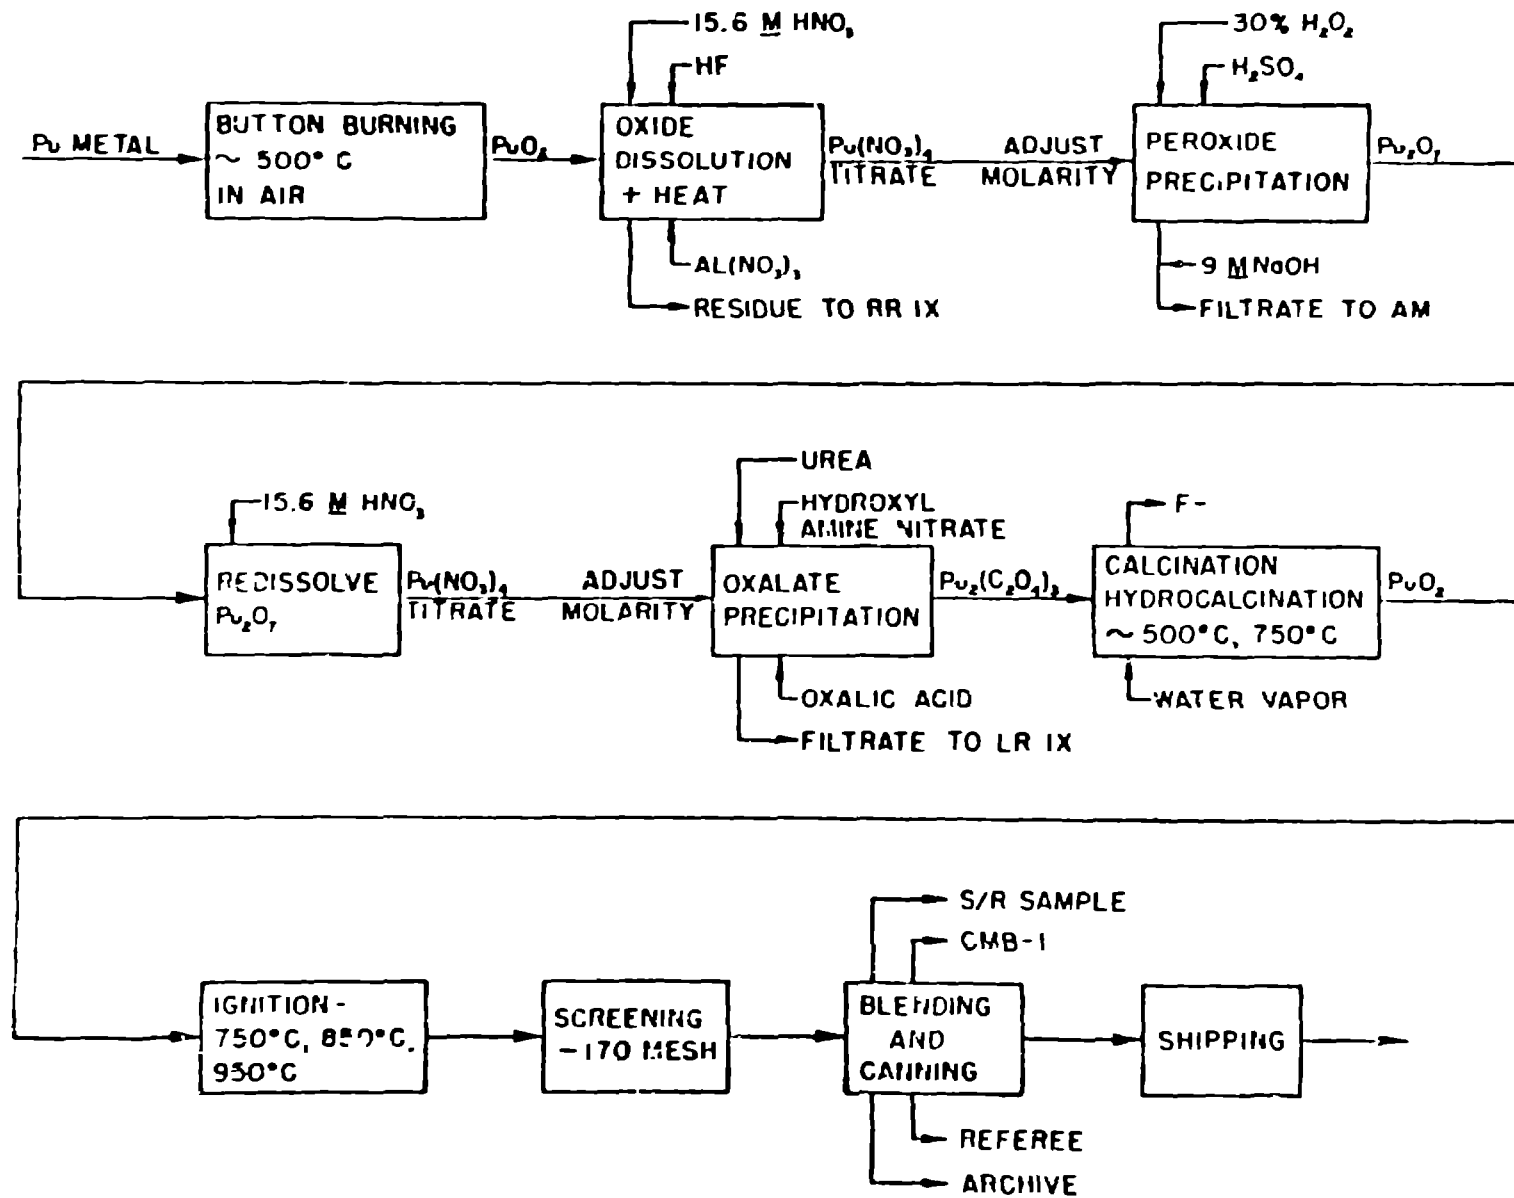 15.6 M HNO₃
HF
Pu METAL
BUTTON BURNING
~ 500° C
IN AIR
PuO₂
OXIDE
DISSOLUTION
+ HEAT
AL(NO₃)₃
RESIDUE TO RR IX
Pu(NO₃)₄
TITRATE
ADJUST
MOLARITY
30% H₂O₂
H₂SO₄
PEROXIDE
PRECIPITATION
9 M NaOH
FILTRATE TO AM
Pu₂O₇
15.6 M HNO₃
REDISSOLVE
Pu₂O₇
Pu(NO₃)₄
TITRATE
ADJUST
MOLARITY
UREA
HYDROXYL
AMINE NITRATE
OXALATE
PRECIPITATION
OXALIC ACID
FILTRATE TO LR IX
Pu₂(C₂O₄)₃
F-
CALCINATION
HYDROCALCINATION
~ 500°C, 750°C
WATER VAPOR
PuO₂
IGNITION -
750°C, 850°C,
950°C
SCREENING
-170 MESH
S/R SAMPLE
CMB-1
BLENDING
AND
CANNING
REFEREE
ARCHIVE
SHIPPING